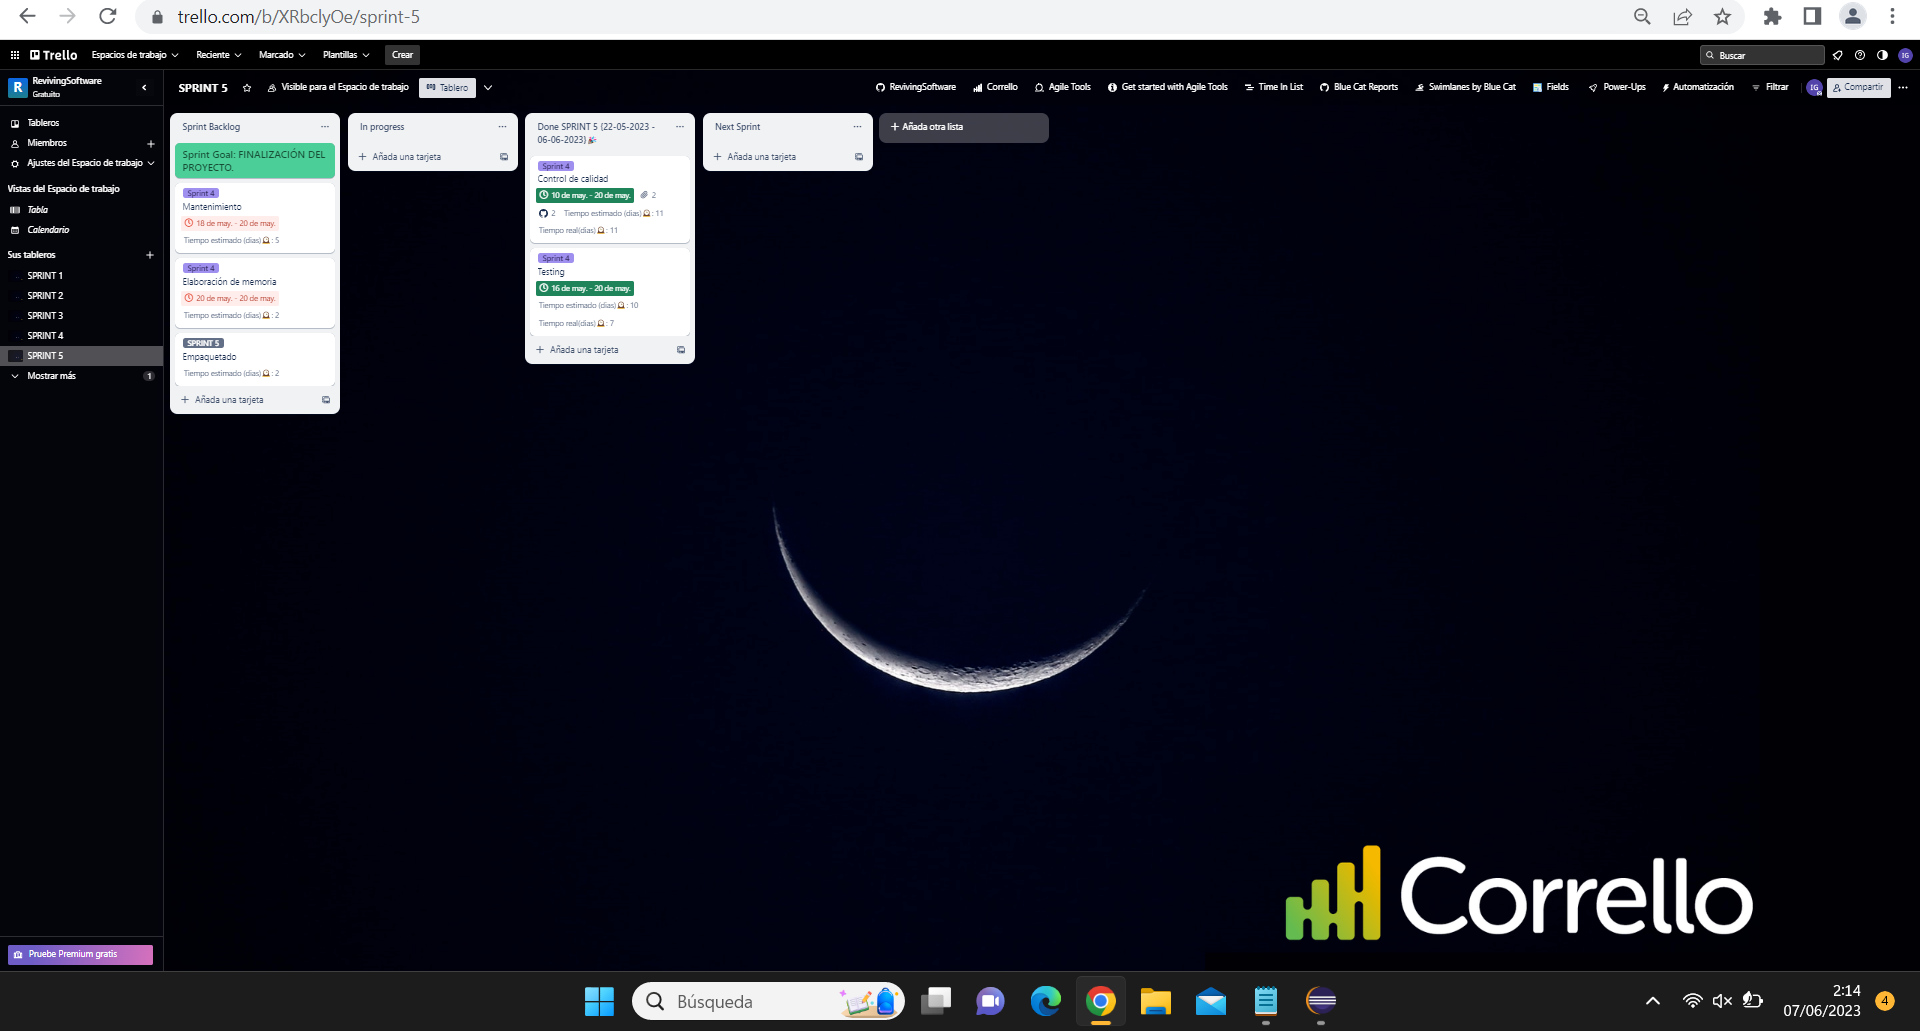 trello.com/b/XRbclyOe/sprint-5
Trello Espacios de trabajo Reciente Marcado Plantillas Crear Buscar IG
R RevivingSoftware
Gratuito
SPRINT 5 Visible para el Espacio de trabajo Tablero RevivingSoftware Corrello Agile Tools Get started with Agile Tools Time In List Blue Cat Reports Swimlanes by Blue Cat Fields Power-Ups Automatización Filtrar IG Compartir
Tableros
Miembros
Ajustes del Espacio de trabajo
Vistas del Espacio de trabajo
Tabla
Calendario
Sus tableros
SPRINT 1
SPRINT 2
SPRINT 3
SPRINT 4
SPRINT 5
Mostrar más 1
Pruebe Premium gratis
Sprint Backlog
Sprint Goal: FINALIZACIÓN DEL
PROYECTO.
Sprint 4
Mantenimiento
18 de may. - 20 de may.
Tiempo estimado (dias)🕰: 5
Sprint 4
Elaboración de memoria
20 de may. - 20 de may.
Tiempo estimado (dias)🕰: 2
SPRINT 5
Empaquetado
Tiempo estimado (dias)🕰: 2
+ Añada una tarjeta
In progress
+ Añada una tarjeta
Done SPRINT 5 (22-05-2023 -
06-06-2023)🎉
Sprint 4
Control de calidad
10 de may. - 20 de may. 2
2 Tiempo estimado (dias)🕰: 11
Tiempo real(dias)🕰: 11
Sprint 4
Testing
16 de may. - 20 de may.
Tiempo estimado (dias)🕰: 10
Tiempo real(dias)🕰: 7
+ Añada una tarjeta
Next Sprint
+ Añada una tarjeta
+ Añada otra lista
Corrello
Búsqueda
2:14
07/06/2023
4